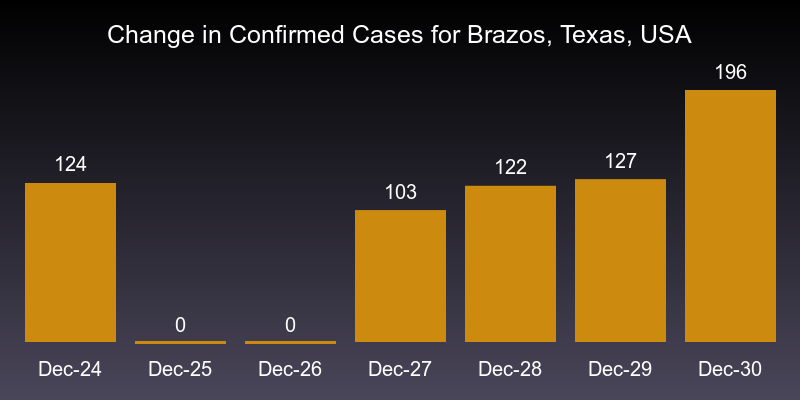 Change in Confirmed Cases for Brazos, Texas, USA
196
124
127
122
103
0
0
Dec-24
Dec-25
Dec-26
Dec-27
Dec-28
Dec-29
Dec-30